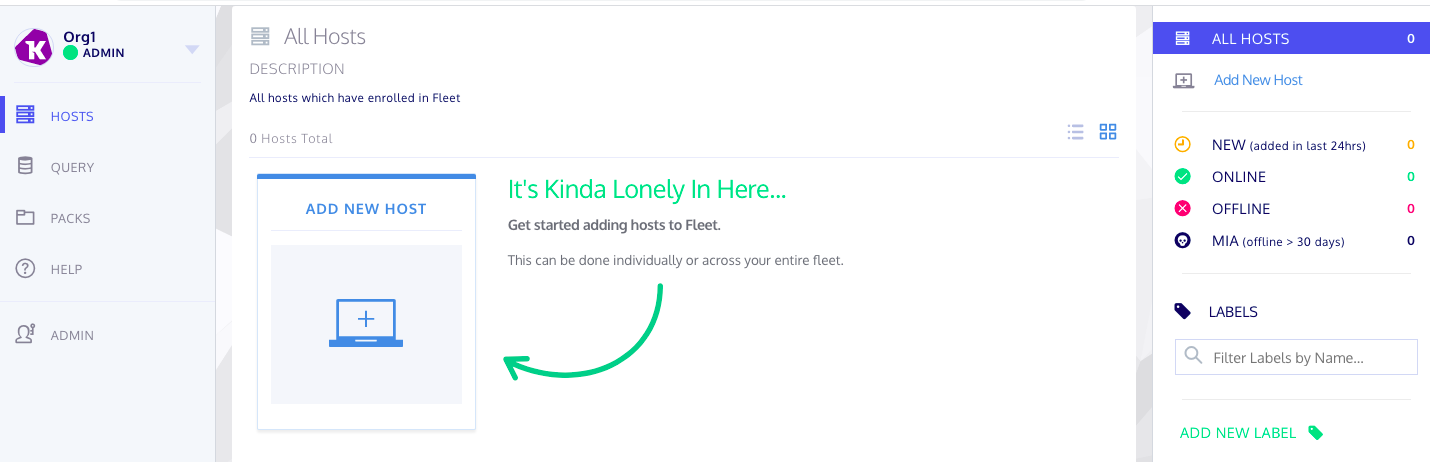 Org1
ADMIN
HOSTS
QUERY
PACKS
HELP
ADMIN
All Hosts
DESCRIPTION
All hosts which have enrolled in Fleet
0 Hosts Total
ADD NEW HOST
It's Kinda Lonely In Here...
Get started adding hosts to Fleet.
This can be done individually or across your entire fleet.
ALL HOSTS 0
Add New Host
NEW (added in last 24hrs) 0
ONLINE 0
OFFLINE 0
MIA (offline > 30 days) 0
LABELS
Filter Labels by Name...
ADD NEW LABEL